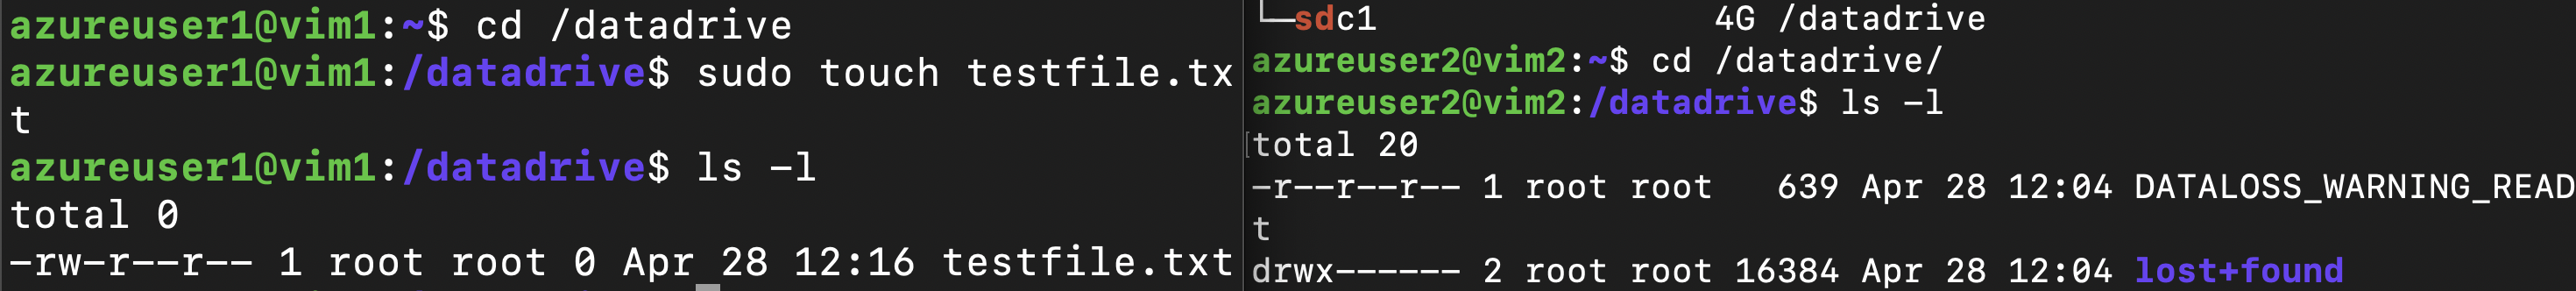 azureuser1@vim1:~$ cd /datadrive
azureuser1@vim1:/datadrive$ sudo touch testfile.tx
t
azureuser1@vim1:/datadrive$ ls -l
total 0
-rw-r--r-- 1 root root 0 Apr 28 12:16 testfile.txt
└─sdc1 4G /datadrive
azureuser2@vim2:~$ cd /datadrive/
azureuser2@vim2:/datadrive$ ls -l
[total 20
-r--r--r-- 1 root root 639 Apr 28 12:04 DATALOSS_WARNING_READ
t
drwx------ 2 root root 16384 Apr 28 12:04 lost+found